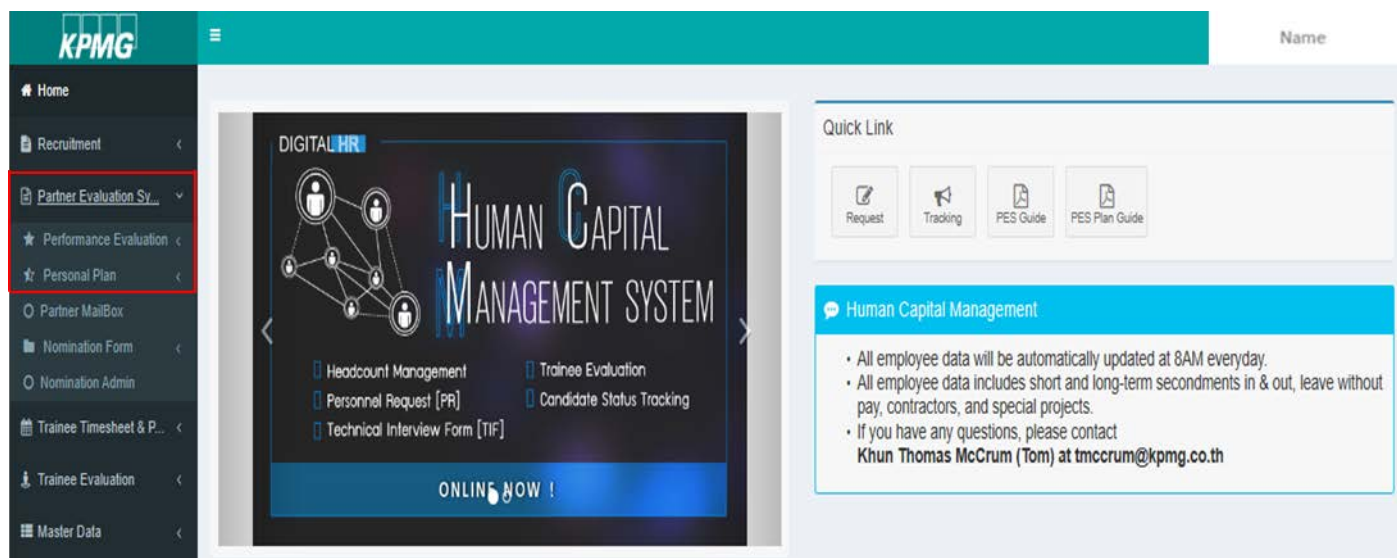 KPMG
Name
Home
Recruitment
Partner Evaluation Sy...
Performance Evaluation
Personal Plan
Partner MailBox
Nomination Form
Nomination Admin
Trainee Timesheet & P...
Trainee Evaluation
Master Data
DIGITAL HR
HUMAN CAPITAL
MANAGEMENT SYSTEM
Headcount Management
Personnel Request [PR]
Technical Interview Form [TIF]
Trainee Evaluation
Candidate Status Tracking
ONLINE NOW !
Quick Link
Request
Tracking
PES Guide
PES Plan Guide
Human Capital Management
• All employee data will be automatically updated at 8AM everyday.
• All employee data includes short and long-term secondments in & out, leave without
pay, contractors, and special projects.
• If you have any questions, please contact
Khun Thomas McCrum (Tom) at tmccrum@kpmg.co.th